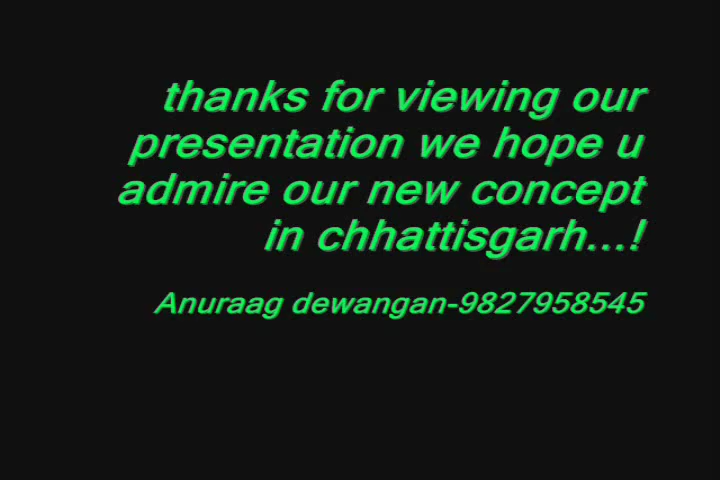 thanks for viewing our
presentation we hope u
admire our new concept
in chhattisgarh...!
Anuraag dewangan-9827958545